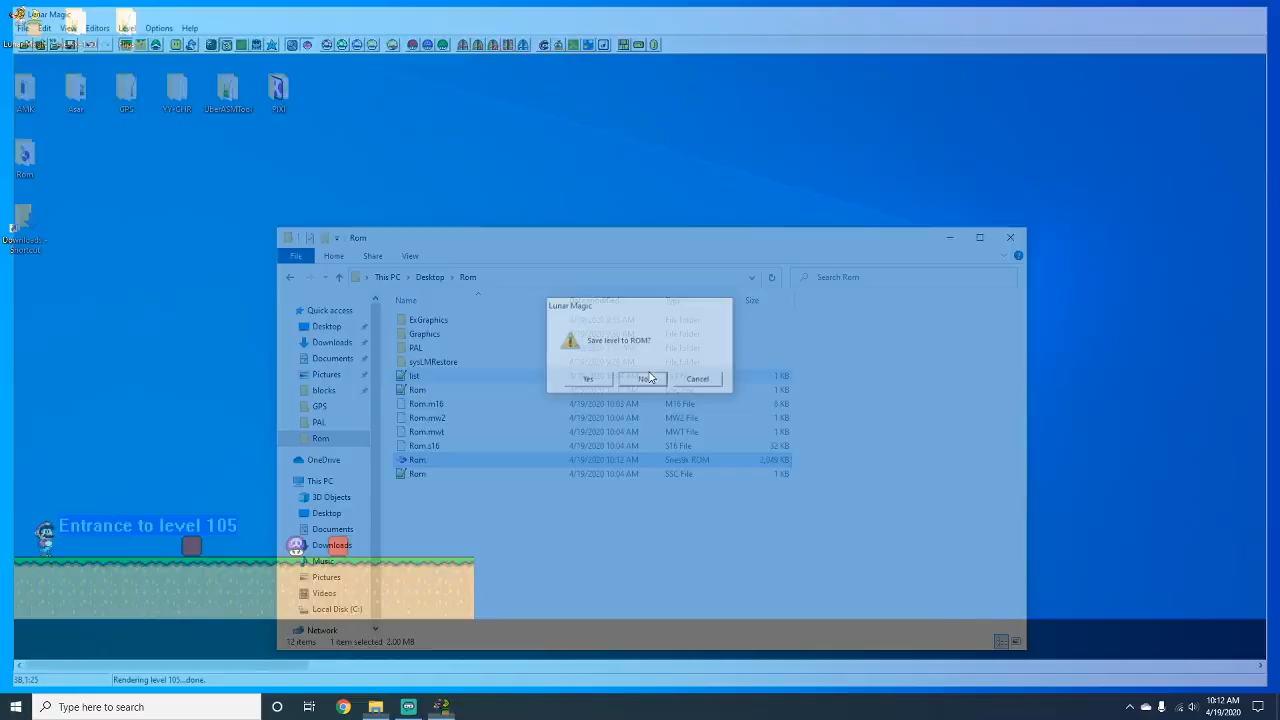 Lunar Magic
File Edit View Editors Level Options Help
AMK
Asar
GPS
YY-CHR
UberASMTool
PIXI
Rom
Downloads - Shortcut
Rom
File Home Share View
This PC > Desktop > Rom
Search Rom
Name
Size
Quick access
Desktop
Downloads
Documents
Pictures
blocks
GPS
PAL
Rom
OneDrive
This PC
3D Objects
Desktop
Documents
Downloads
Music
Pictures
Videos
Local Disk (C:)
Network
ExGraphics File folder
Graphics
PAL
sysLMRestore
list 1 KB
Rom 1 KB
Rom.m16 4/19/2020 10:03 AM M16 File 8 KB
Rom.mw2 4/19/2020 10:04 AM MW2 File 1 KB
Rom.mwt 4/19/2020 10:04 AM MWT File 1 KB
Rom.s16 4/19/2020 10:04 AM S16 File 32 KB
Rom 4/19/2020 10:12 AM Snes9x ROM 2,049 KB
Rom 4/19/2020 10:04 AM SSC File 1 KB
Lunar Magic
Save level to ROM?
Yes No Cancel
Entrance to level 105
12 items 1 item selected 2.00 MB
3B,1:25 Rendering level 105...done.
Type here to search
10:12 AM
4/19/2020